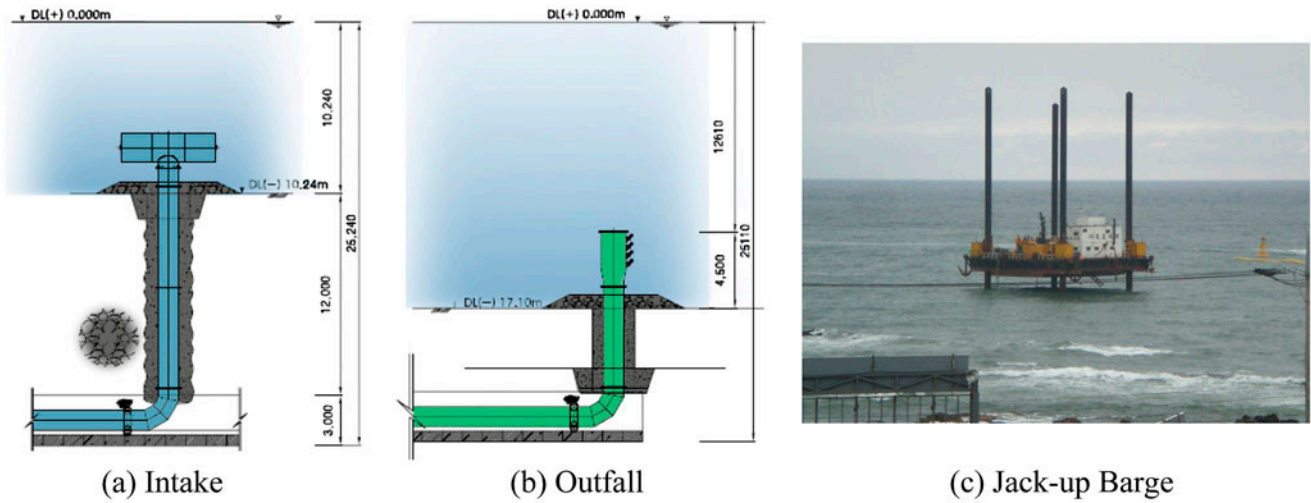 DL(+) 0.000m
10,240
DL(−) 10.24m
25,240
12,000
3,000
DL(+) 0.000m
12610
25110
4,500
DL(−) 17.10m
(a) Intake
(b) Outfall
(c) Jack-up Barge